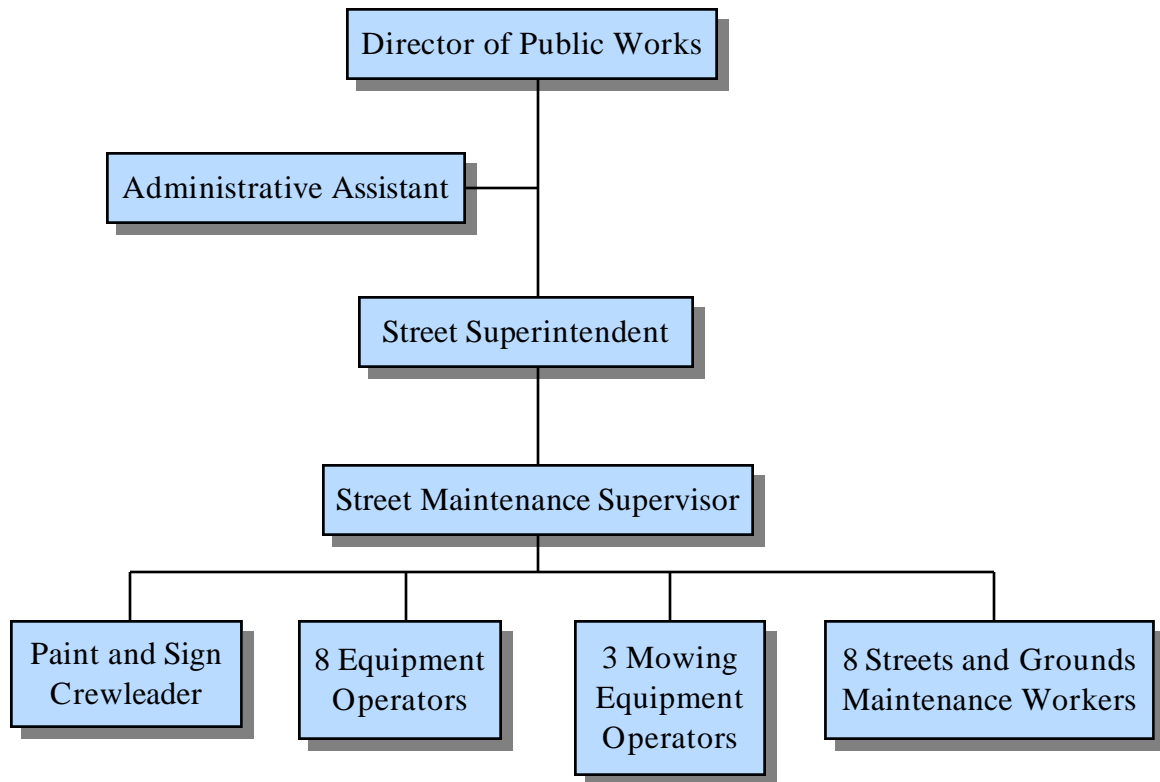 Director of Public Works
Administrative Assistant
Street Superintendent
Street Maintenance Supervisor
Paint and Sign
Crewleader
8 Equipment
Operators
3 Mowing
Equipment
Operators
8 Streets and Grounds
Maintenance Workers